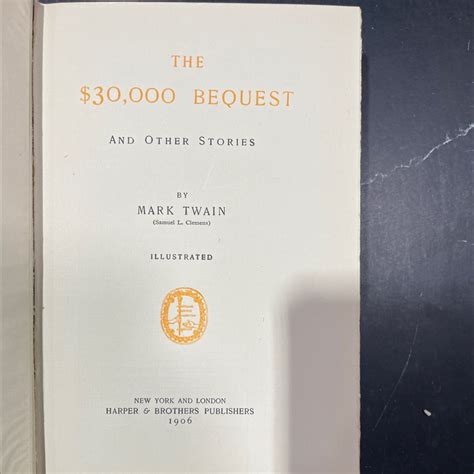 THE
$30,000 BEQUEST
AND OTHER STORIES
BY
MARK TWAIN
(Samuel L. Clemens)
ILLUSTRATED
NEW YORK AND LONDON
HARPER & BROTHERS PUBLISHERS
1906